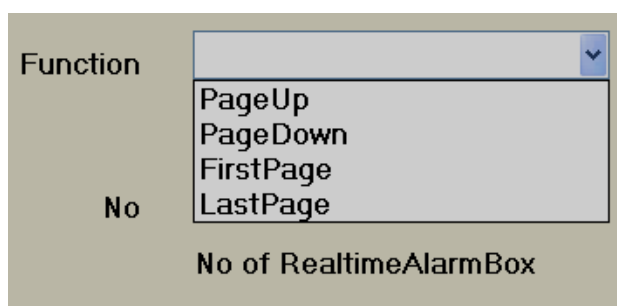 Function
PageUp
PageDown
FirstPage
No
LastPage
No of RealtimeAlarmBox